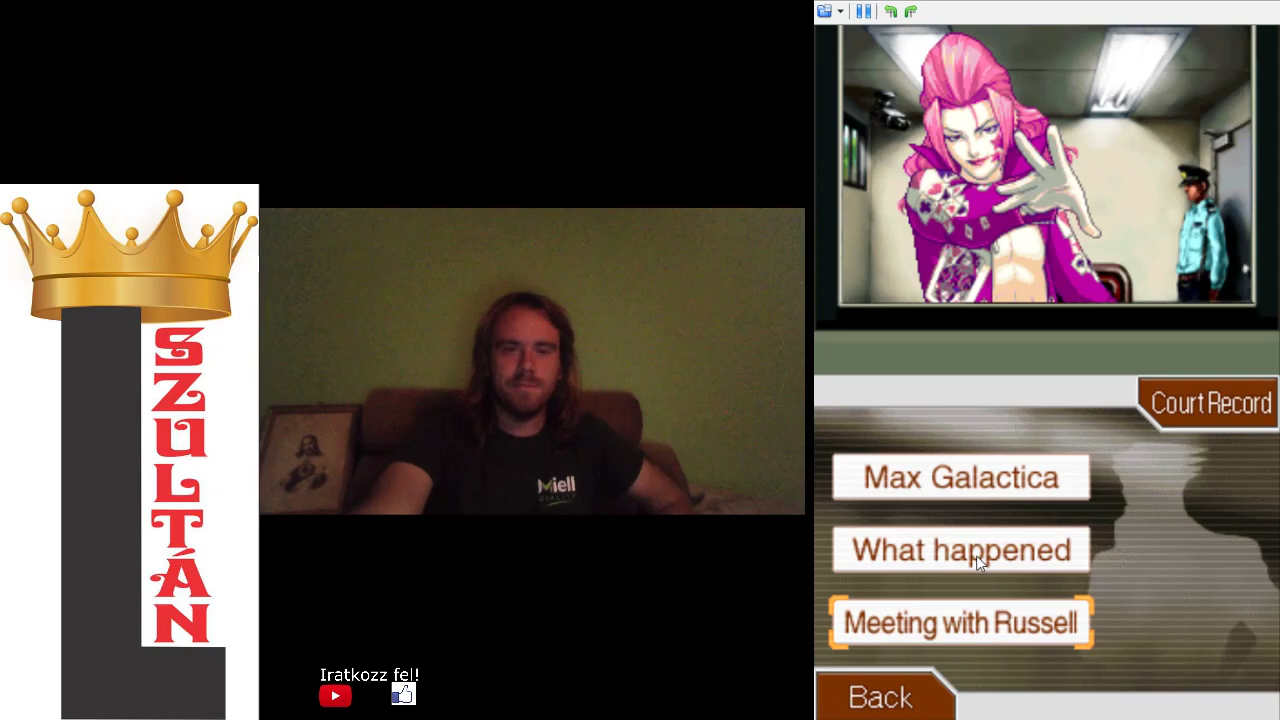 SZULTÁN
Miell
Iratkozz fel!
Court Record
Max Galactica
What happened
Meeting with Russell
Back